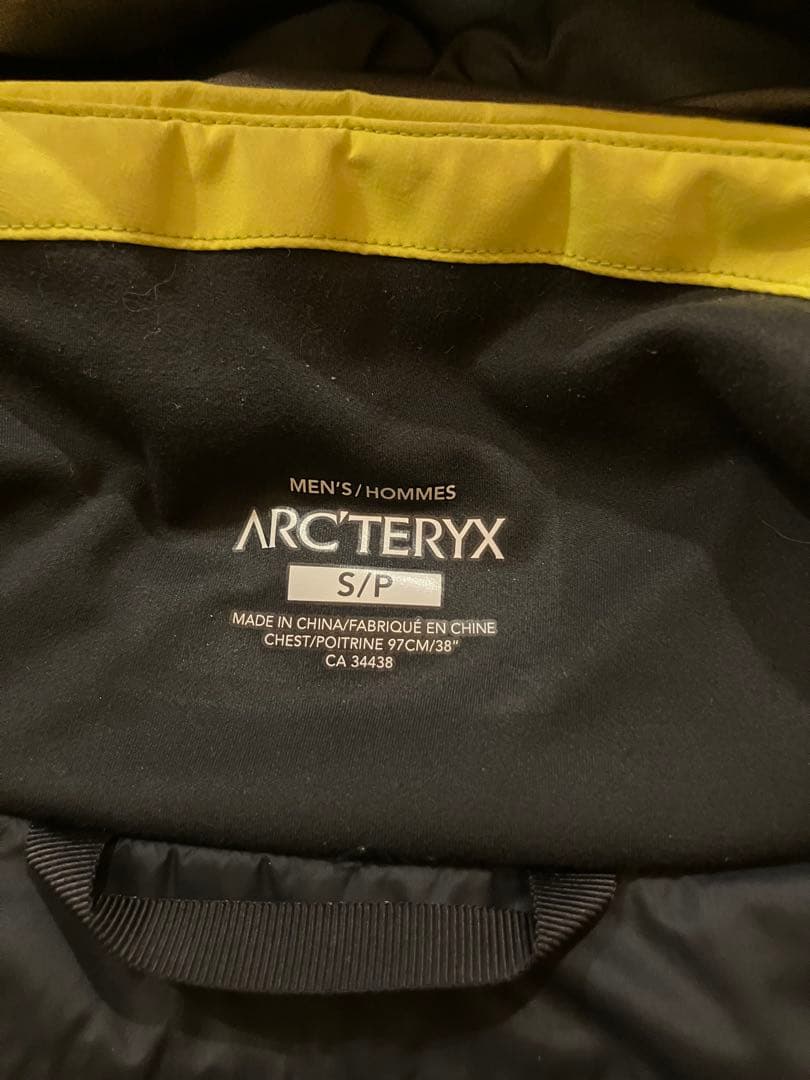 MEN'S/HOMMES
ARC'TERYX
S/P
MADE IN CHINA/FABRIQUÉ EN CHINE
CHEST/POITRINE 97CM/38"
CA 34438